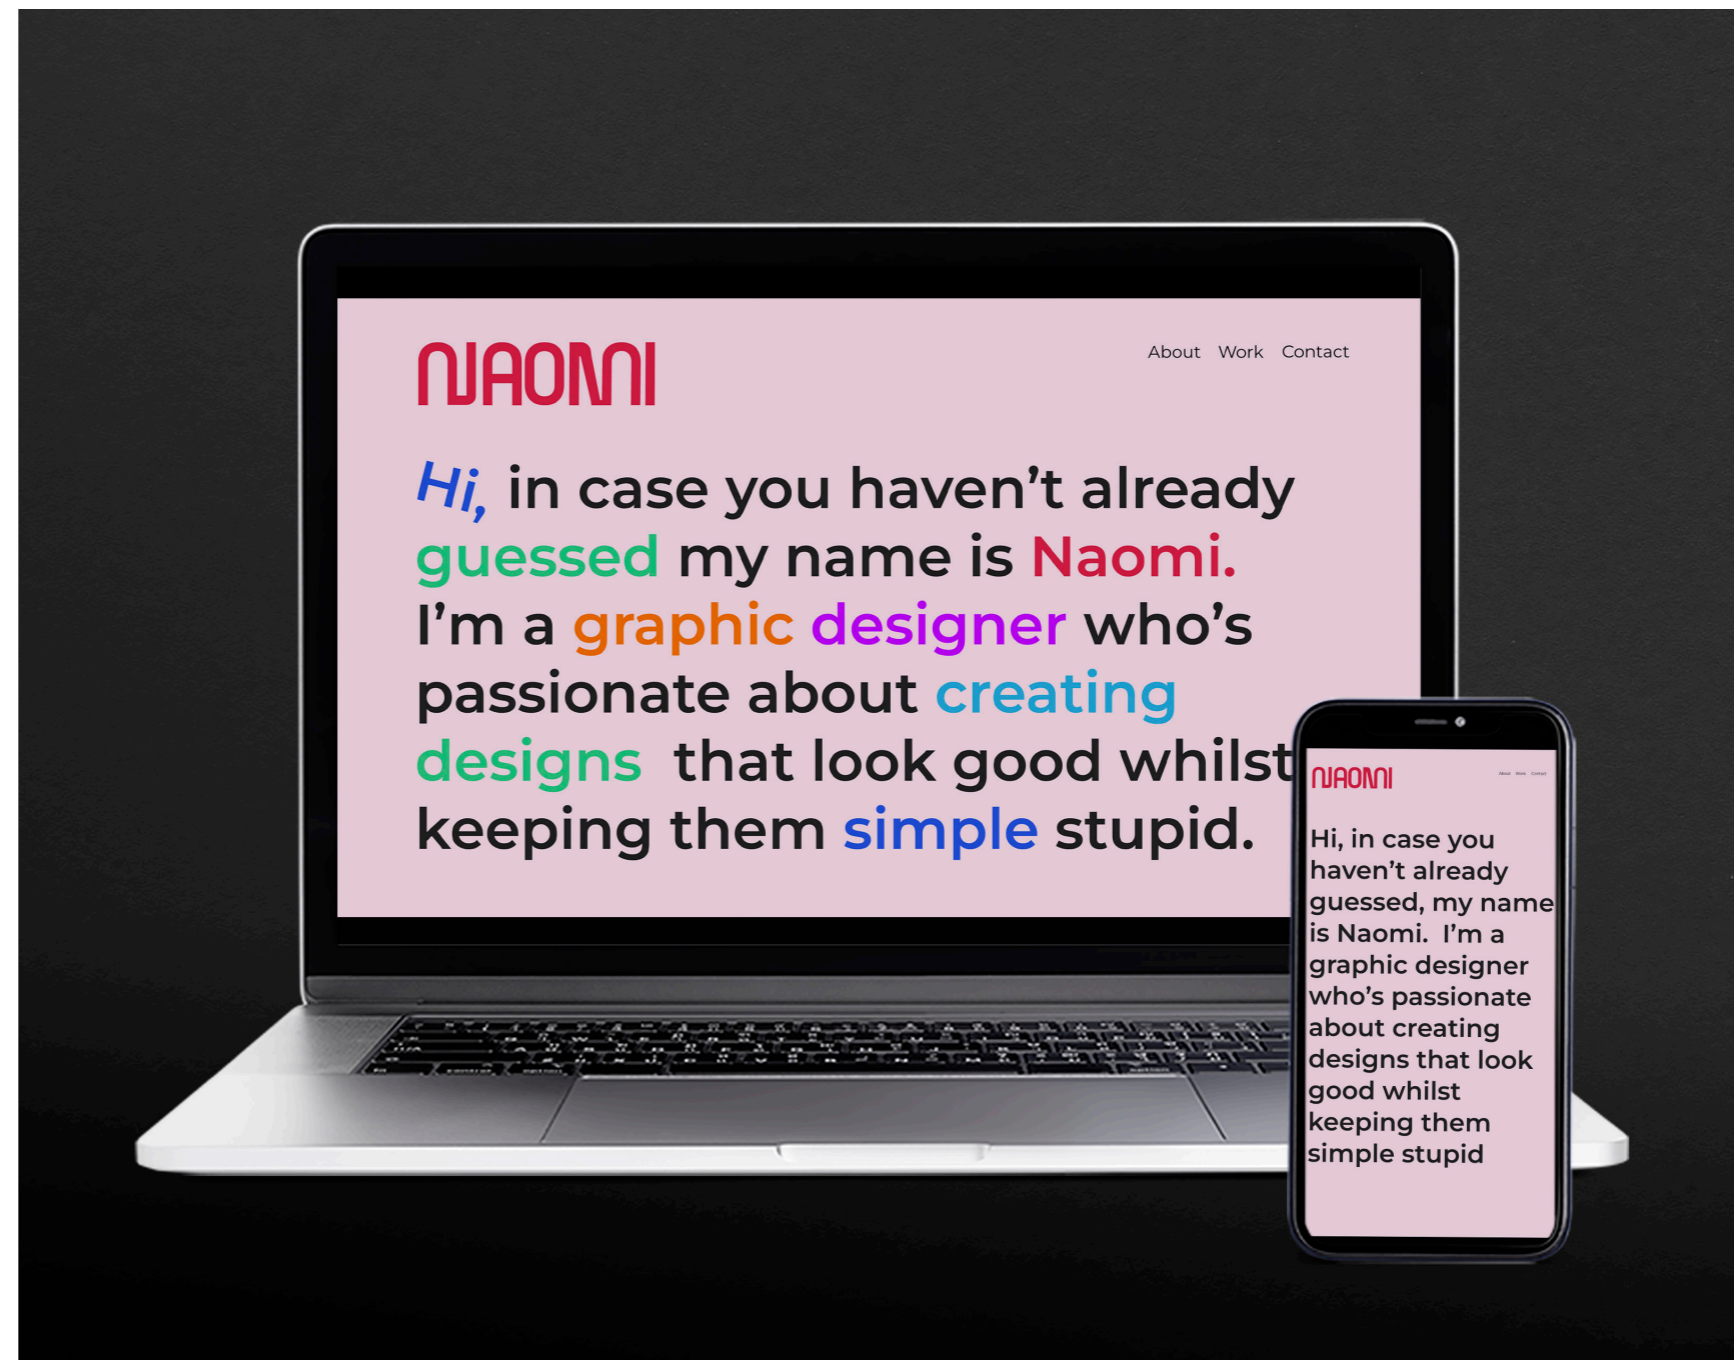 NAOMI
About Work Contact
Hi, in case you haven't already
guessed my name is Naomi.
I'm a graphic designer who's
passionate about creating
designs that look good whilst
keeping them simple stupid.
NAOMI
About Work Contact
Hi, in case you
haven't already
guessed, my name
is Naomi. I'm a
graphic designer
who's passionate
about creating
designs that look
good whilst
keeping them
simple stupid